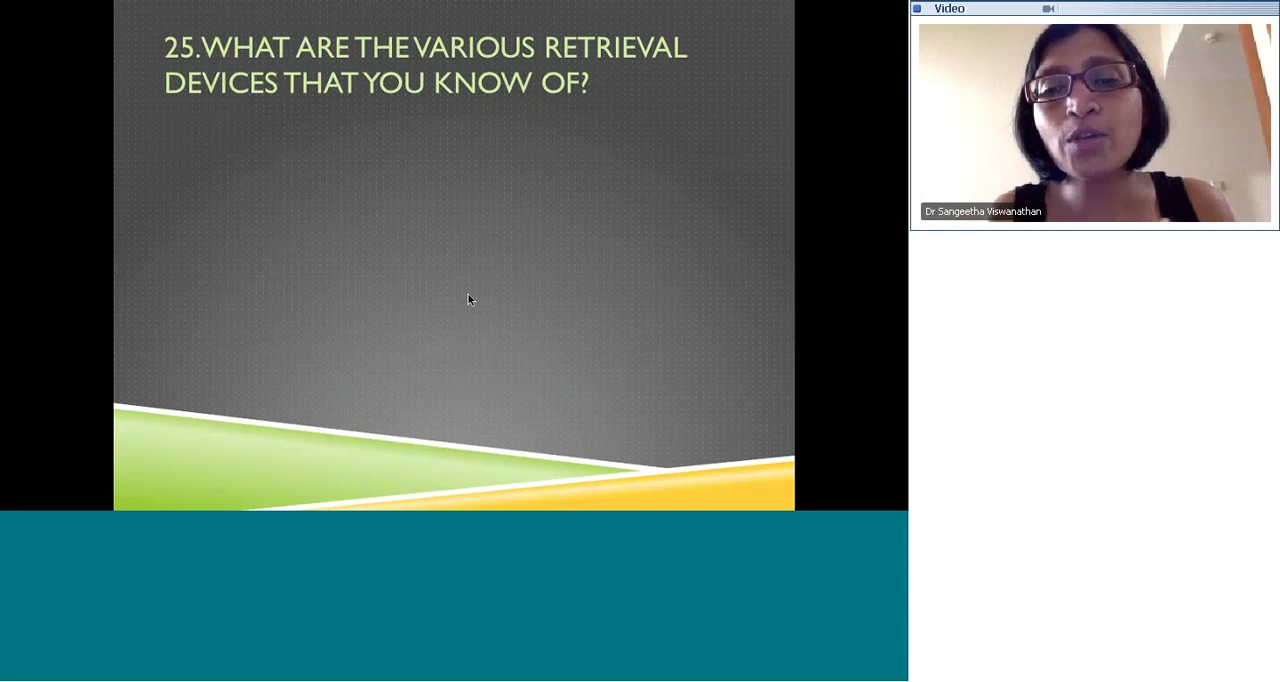 25.WHAT ARE THE VARIOUS RETRIEVAL
DEVICES THAT YOU KNOW OF?
Video
Dr Sangeetha Viswanathan